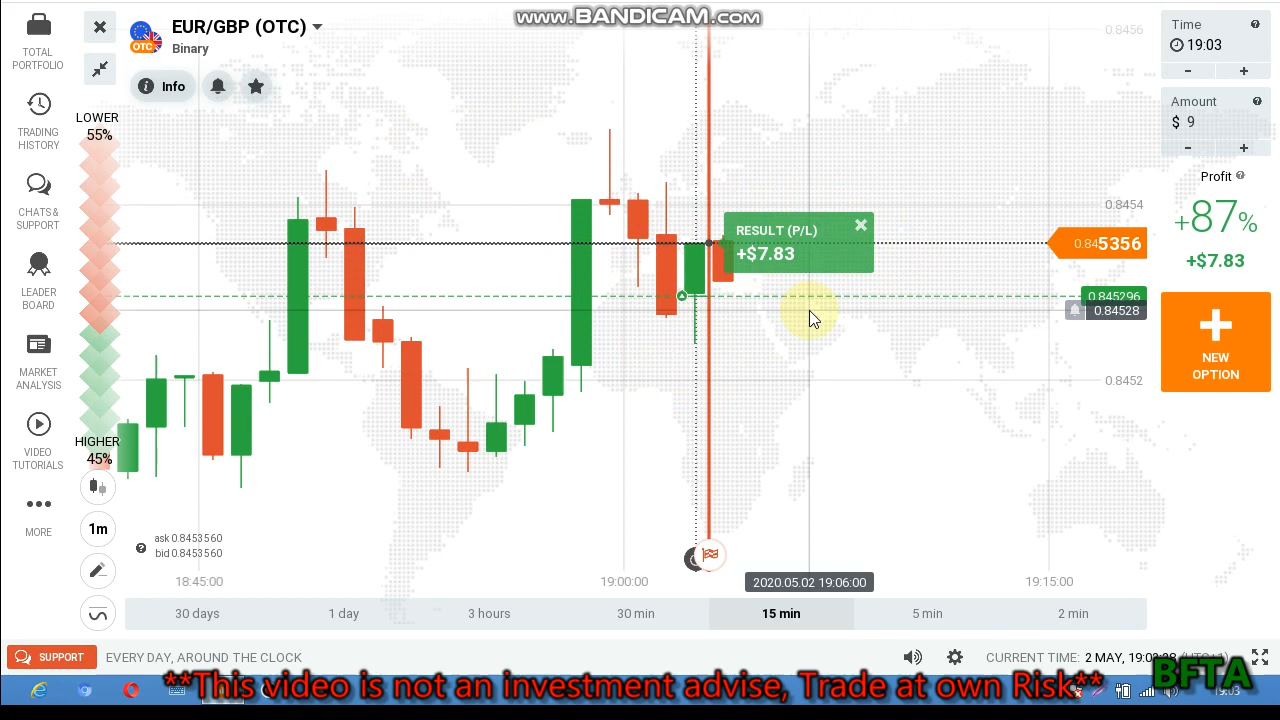 www.BANDICAM.com
TOTAL
PORTFOLIO
TRADING
HISTORY
CHATS &
SUPPORT
LEADER
BOARD
MARKET
ANALYSIS
VIDEO
TUTORIALS
MORE
EUR/GBP (OTC)
OTC
Binary
Info
LOWER
55%
HIGHER
45%
1m
ask 0.8453560
bid 0.8453560
RESULT (P/L)
+$7.83
0.8456
0.8454
0.845356
0.845296
0.84528
0.8452
18:45:00
19:00:00
2020.05.02 19:06:00
19:15:00
30 days
1 day
3 hours
30 min
15 min
5 min
2 min
Time
19:03
- +
Amount
$ 9
- +
Profit
+87%
+$7.83
NEW
OPTION
SUPPORT
EVERY DAY, AROUND THE CLOCK
CURRENT TIME: 2 MAY,
BFTA
**This video is not an investment advise, Trade at own Risk**
19:03